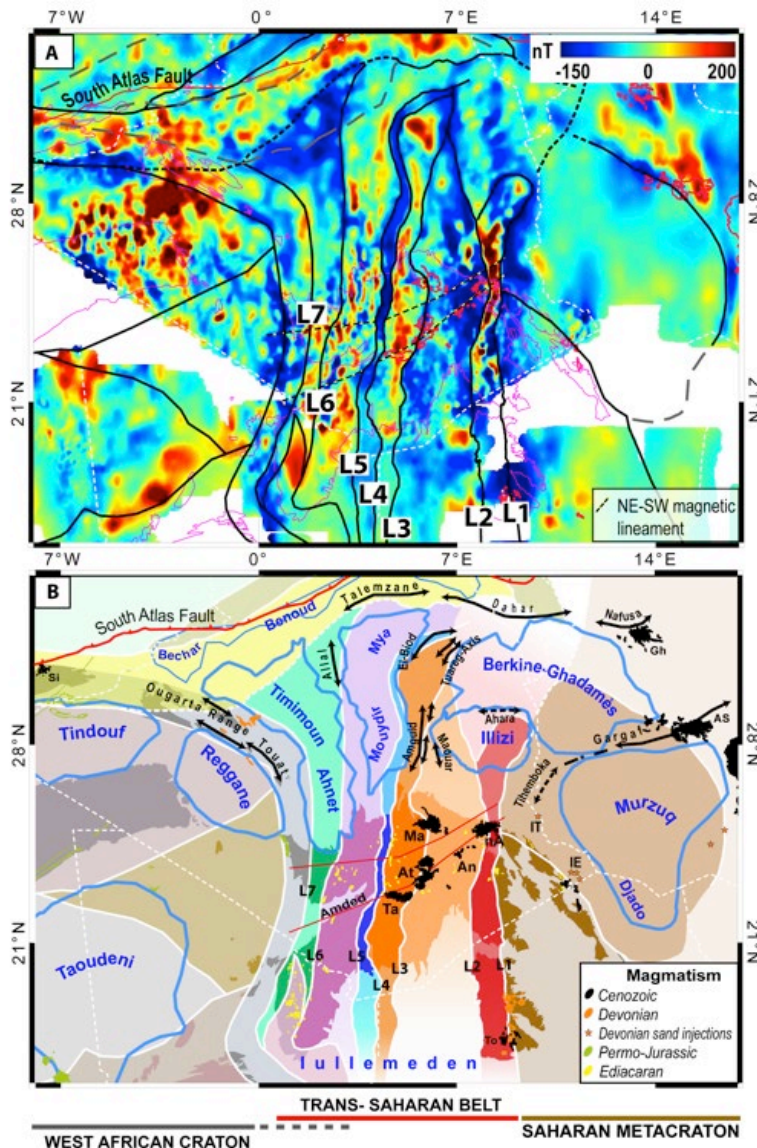 7°W 0° 7°E 14°E
A
nT
-150 0 200
South Atlas Fault
28°N
28°N
L7
21°N
21°N
L6
L5
L4
L3
L2
L1
NE-SW magnetic
lineament
7°W 0° 7°E 14°E
B
Talemzane
Dahar
Nafusa
Gh
South Atlas Fault
Benoud
Bechar
Si
Allal
Mya
El-Biod
Tuareg-Axis
Berkine-Ghadamès
Ougarta Range
Touat
Timimoun
Mouydir
Amguid
Maouar
Ahara
Illizi
AS
Gargaf
28°N
28°N
Tindouf
Reggane
Ahnet
Tihemboka
Murzuq
Ma
InA
IT
At
An
IE
Djado
L7
Amded
Ta
21°N
21°N
Taoudeni
L6
L5
L4
L3
L2
L1
To
Iullemeden
Magmatism
Cenozoic
Devonian
Devonian sand injections
Permo-Jurassic
Ediacaran
TRANS- SAHARAN BELT
WEST AFRICAN CRATON
SAHARAN METACRATON